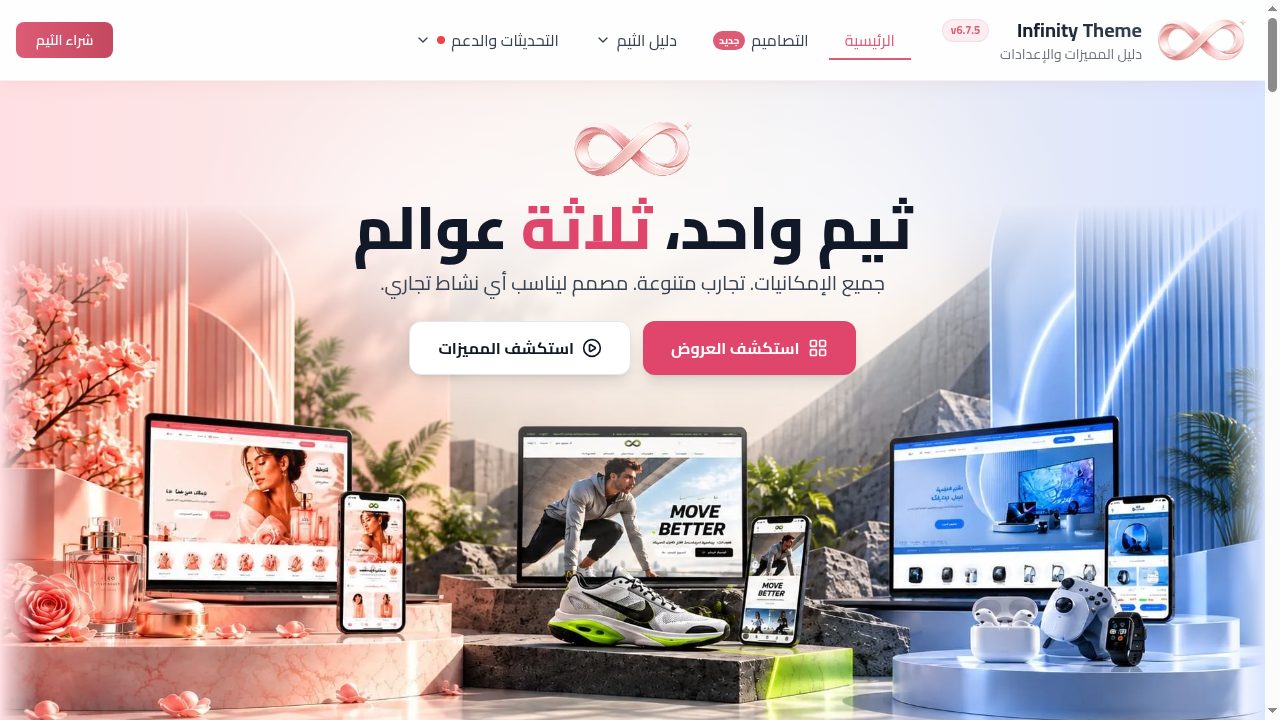 Infinity Theme
v6.7.5
دليل المميزات والإعدادات
الرئيسية
التصاميم
جديد
دليل الثيم
التحديثات والدعم
شراء الثيم
ثيم واحد، ثلاثة عوالم
جميع الإمكانيات. تجارب متنوعة. مصمم ليناسب أي نشاط تجاري.
استكشف العروض
استكشف المميزات
MOVE
BETTER
MOVE
BETTER